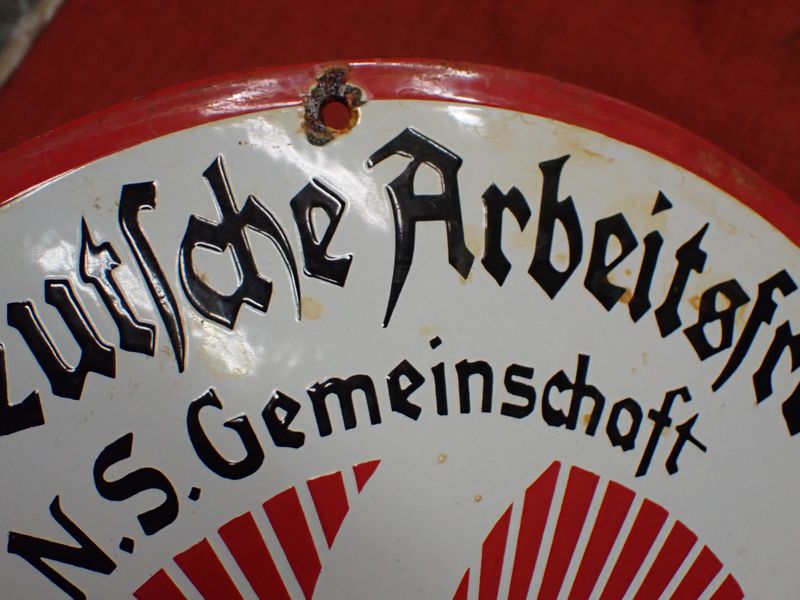 eutsche Arbeitsfr
N.S. Gemeinschaft